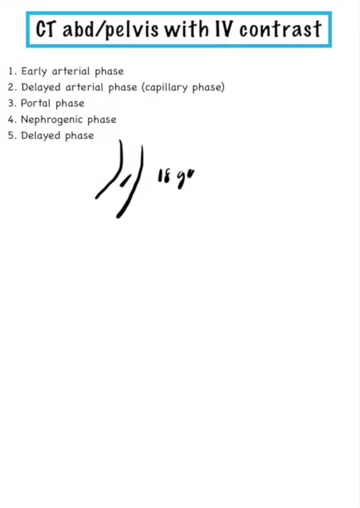 CT abd/pelvis with IV contrast
1. Early arterial phase
2. Delayed arterial phase (capillary phase)
3. Portal phase
4. Nephrogenic phase
5. Delayed phase
18